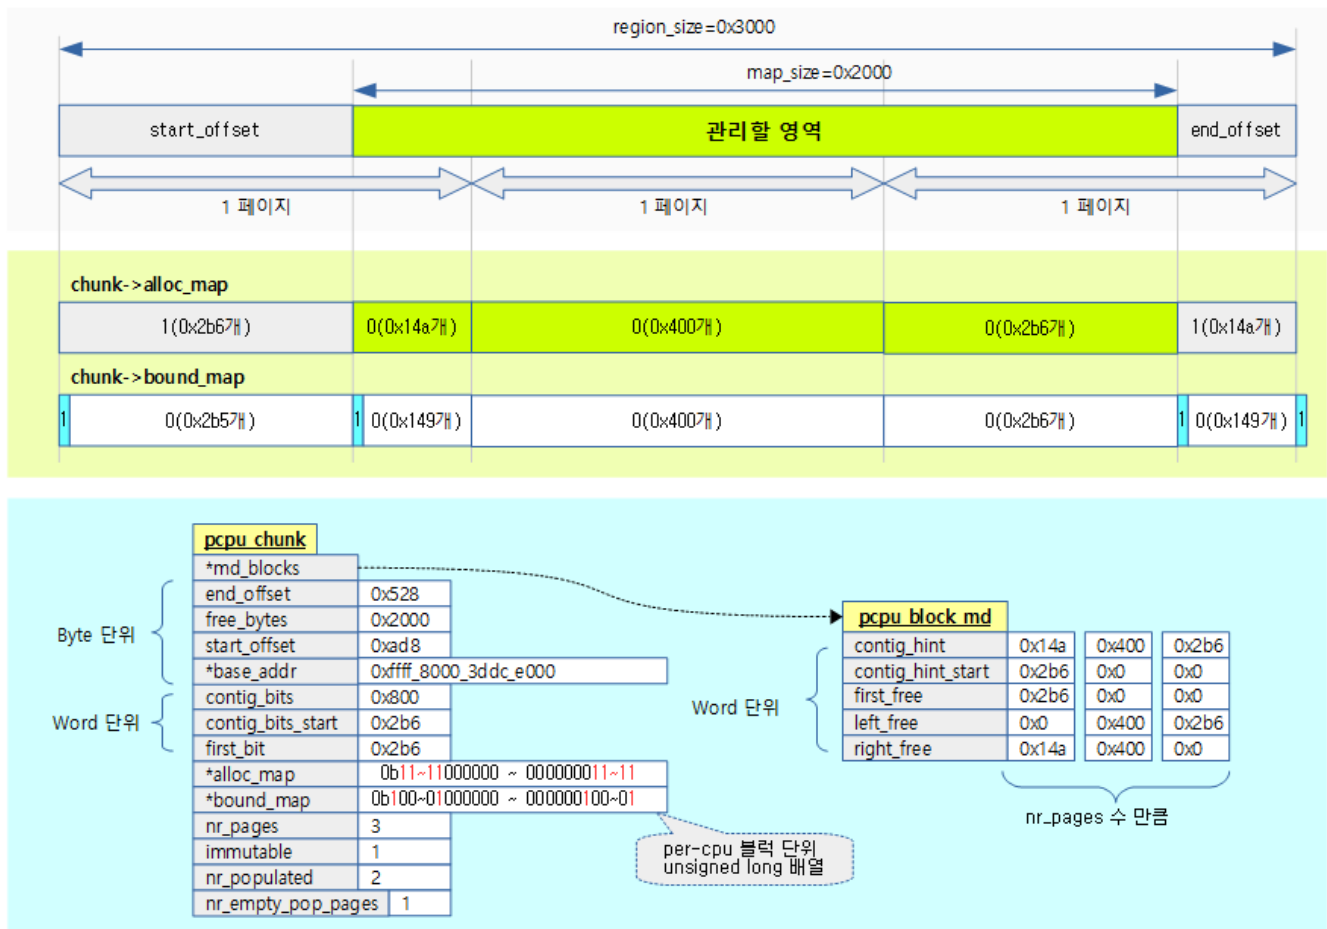 region_size=0x3000
map_size=0x2000
start_offset 관리할 영역 end_offset
1 페이지 1 페이지 1 페이지
chunk->alloc_map
1(0x2b6개) 0(0x14a개) 0(0x400개) 0(0x2b6개) 1(0x14a개)
chunk->bound_map
1 0(0x2b5개) 1 0(0x149개) 0(0x400개) 0(0x2b6개) 1 0(0x149개) 1
pcpu_chunk
*md_blocks
end_offset 0x528
free_bytes 0x2000
start_offset 0xad8
*base_addr 0xffff_8000_3ddc_e000
Byte 단위
contig_bits 0x800
contig_bits_start 0x2b6
first_bit 0x2b6
Word 단위
*alloc_map 0b11~11000000 ~ 000000011~11
*bound_map 0b100~01000000 ~ 000000100~01
nr_pages 3
immutable 1
nr_populated 2
nr_empty_pop_pages 1
per-cpu 블럭 단위
unsigned long 배열
pcpu_block_md
contig_hint 0x14a 0x400 0x2b6
contig_hint_start 0x2b6 0x0 0x0
first_free 0x2b6 0x0 0x0
left_free 0x0 0x400 0x2b6
right_free 0x14a 0x400 0x0
Word 단위
nr_pages 수 만큼